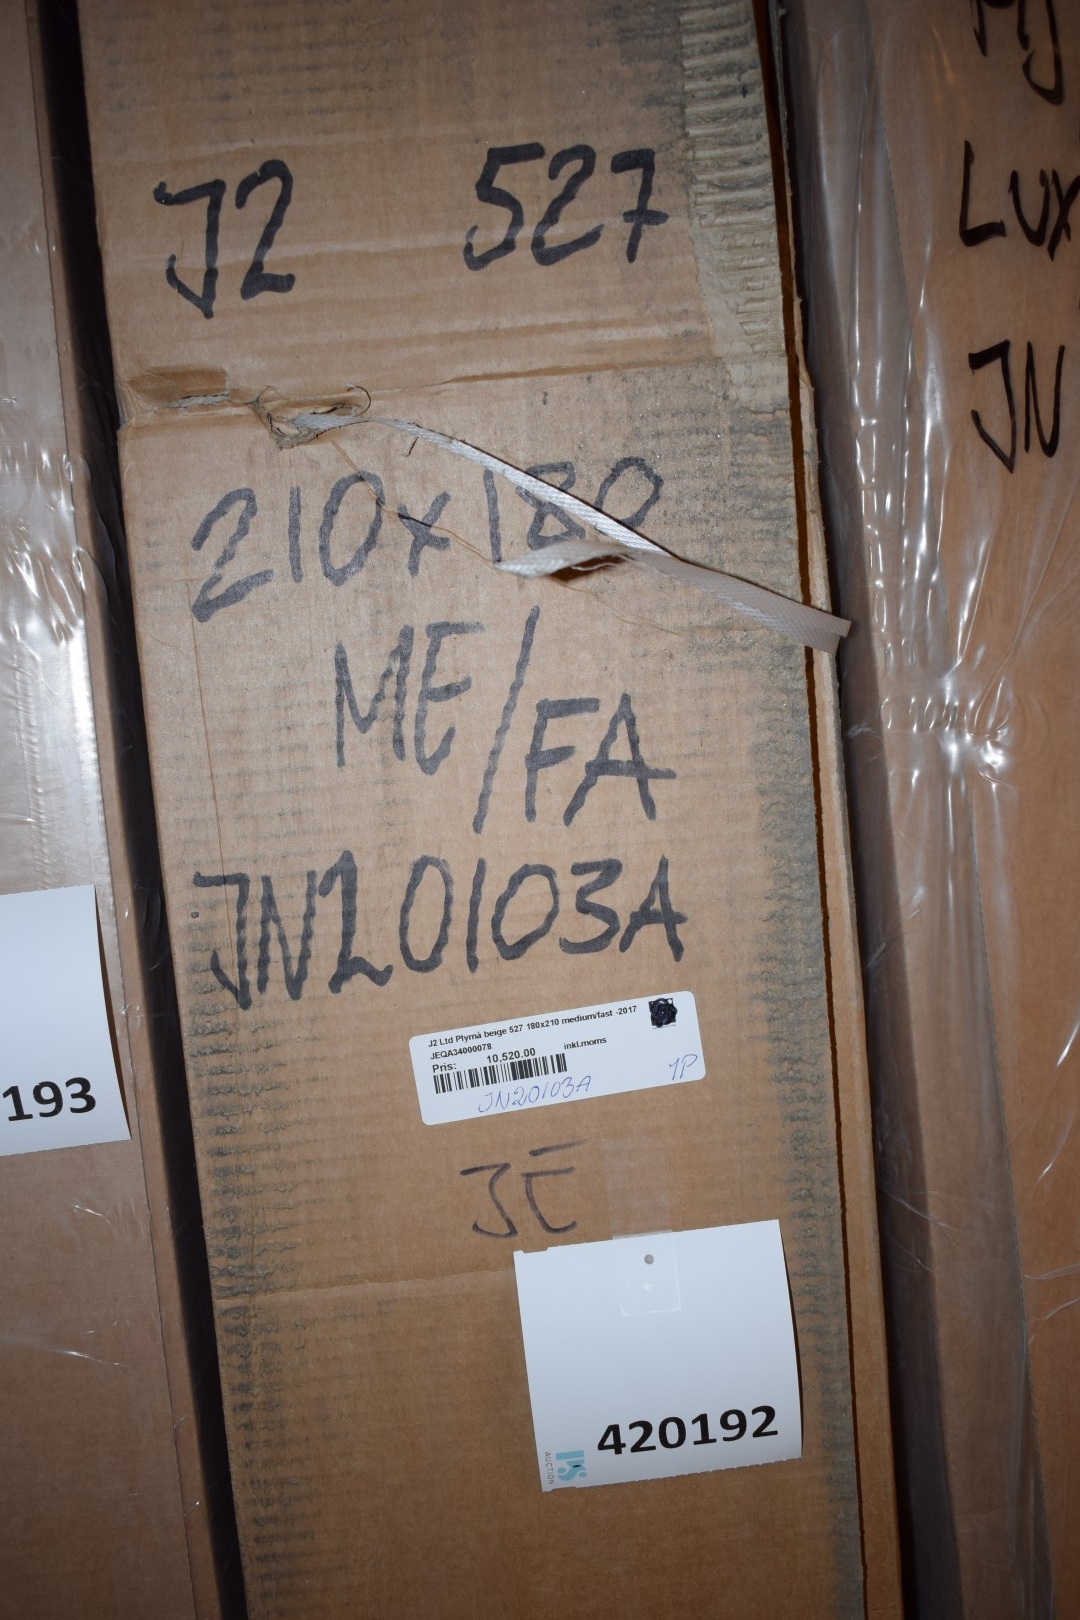 J2 527
210x180
ME/FA
JN20103A
J2 Ltd Plymå beige 527 180x210 medium/fast -2017
JEQA34000078
Pris: 10,520.00 inkl.moms
JN20103A 1P
JE
420192
AUCTION
193
LUX
JN